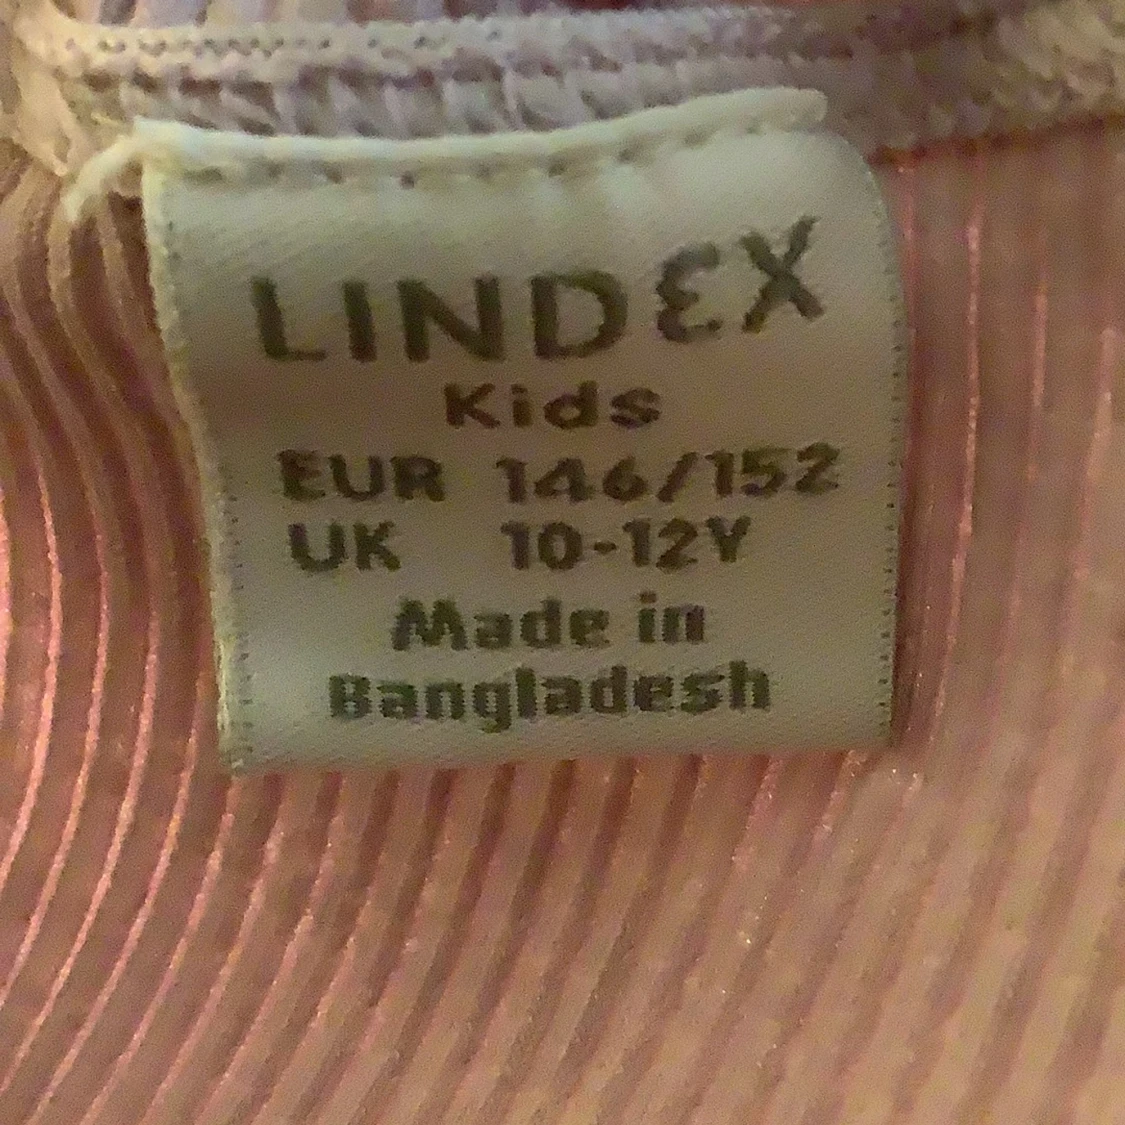 LINDEX
Kids
EUR 146/152
UK 10-12Y
Made in
Bangladesh